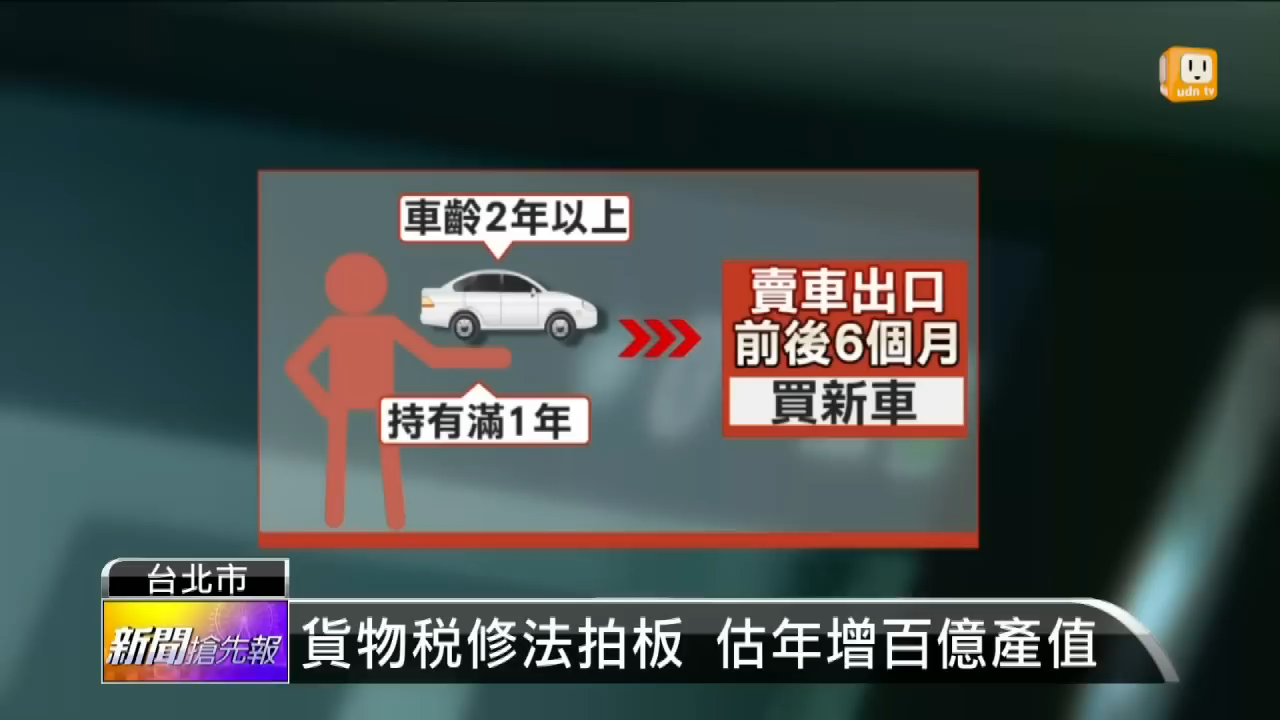 udn tv
車齡2年以上
持有滿1年
賣車出口
前後6個月
買新車
台北市
新聞搶先報
貨物税修法拍板 估年增百億產值